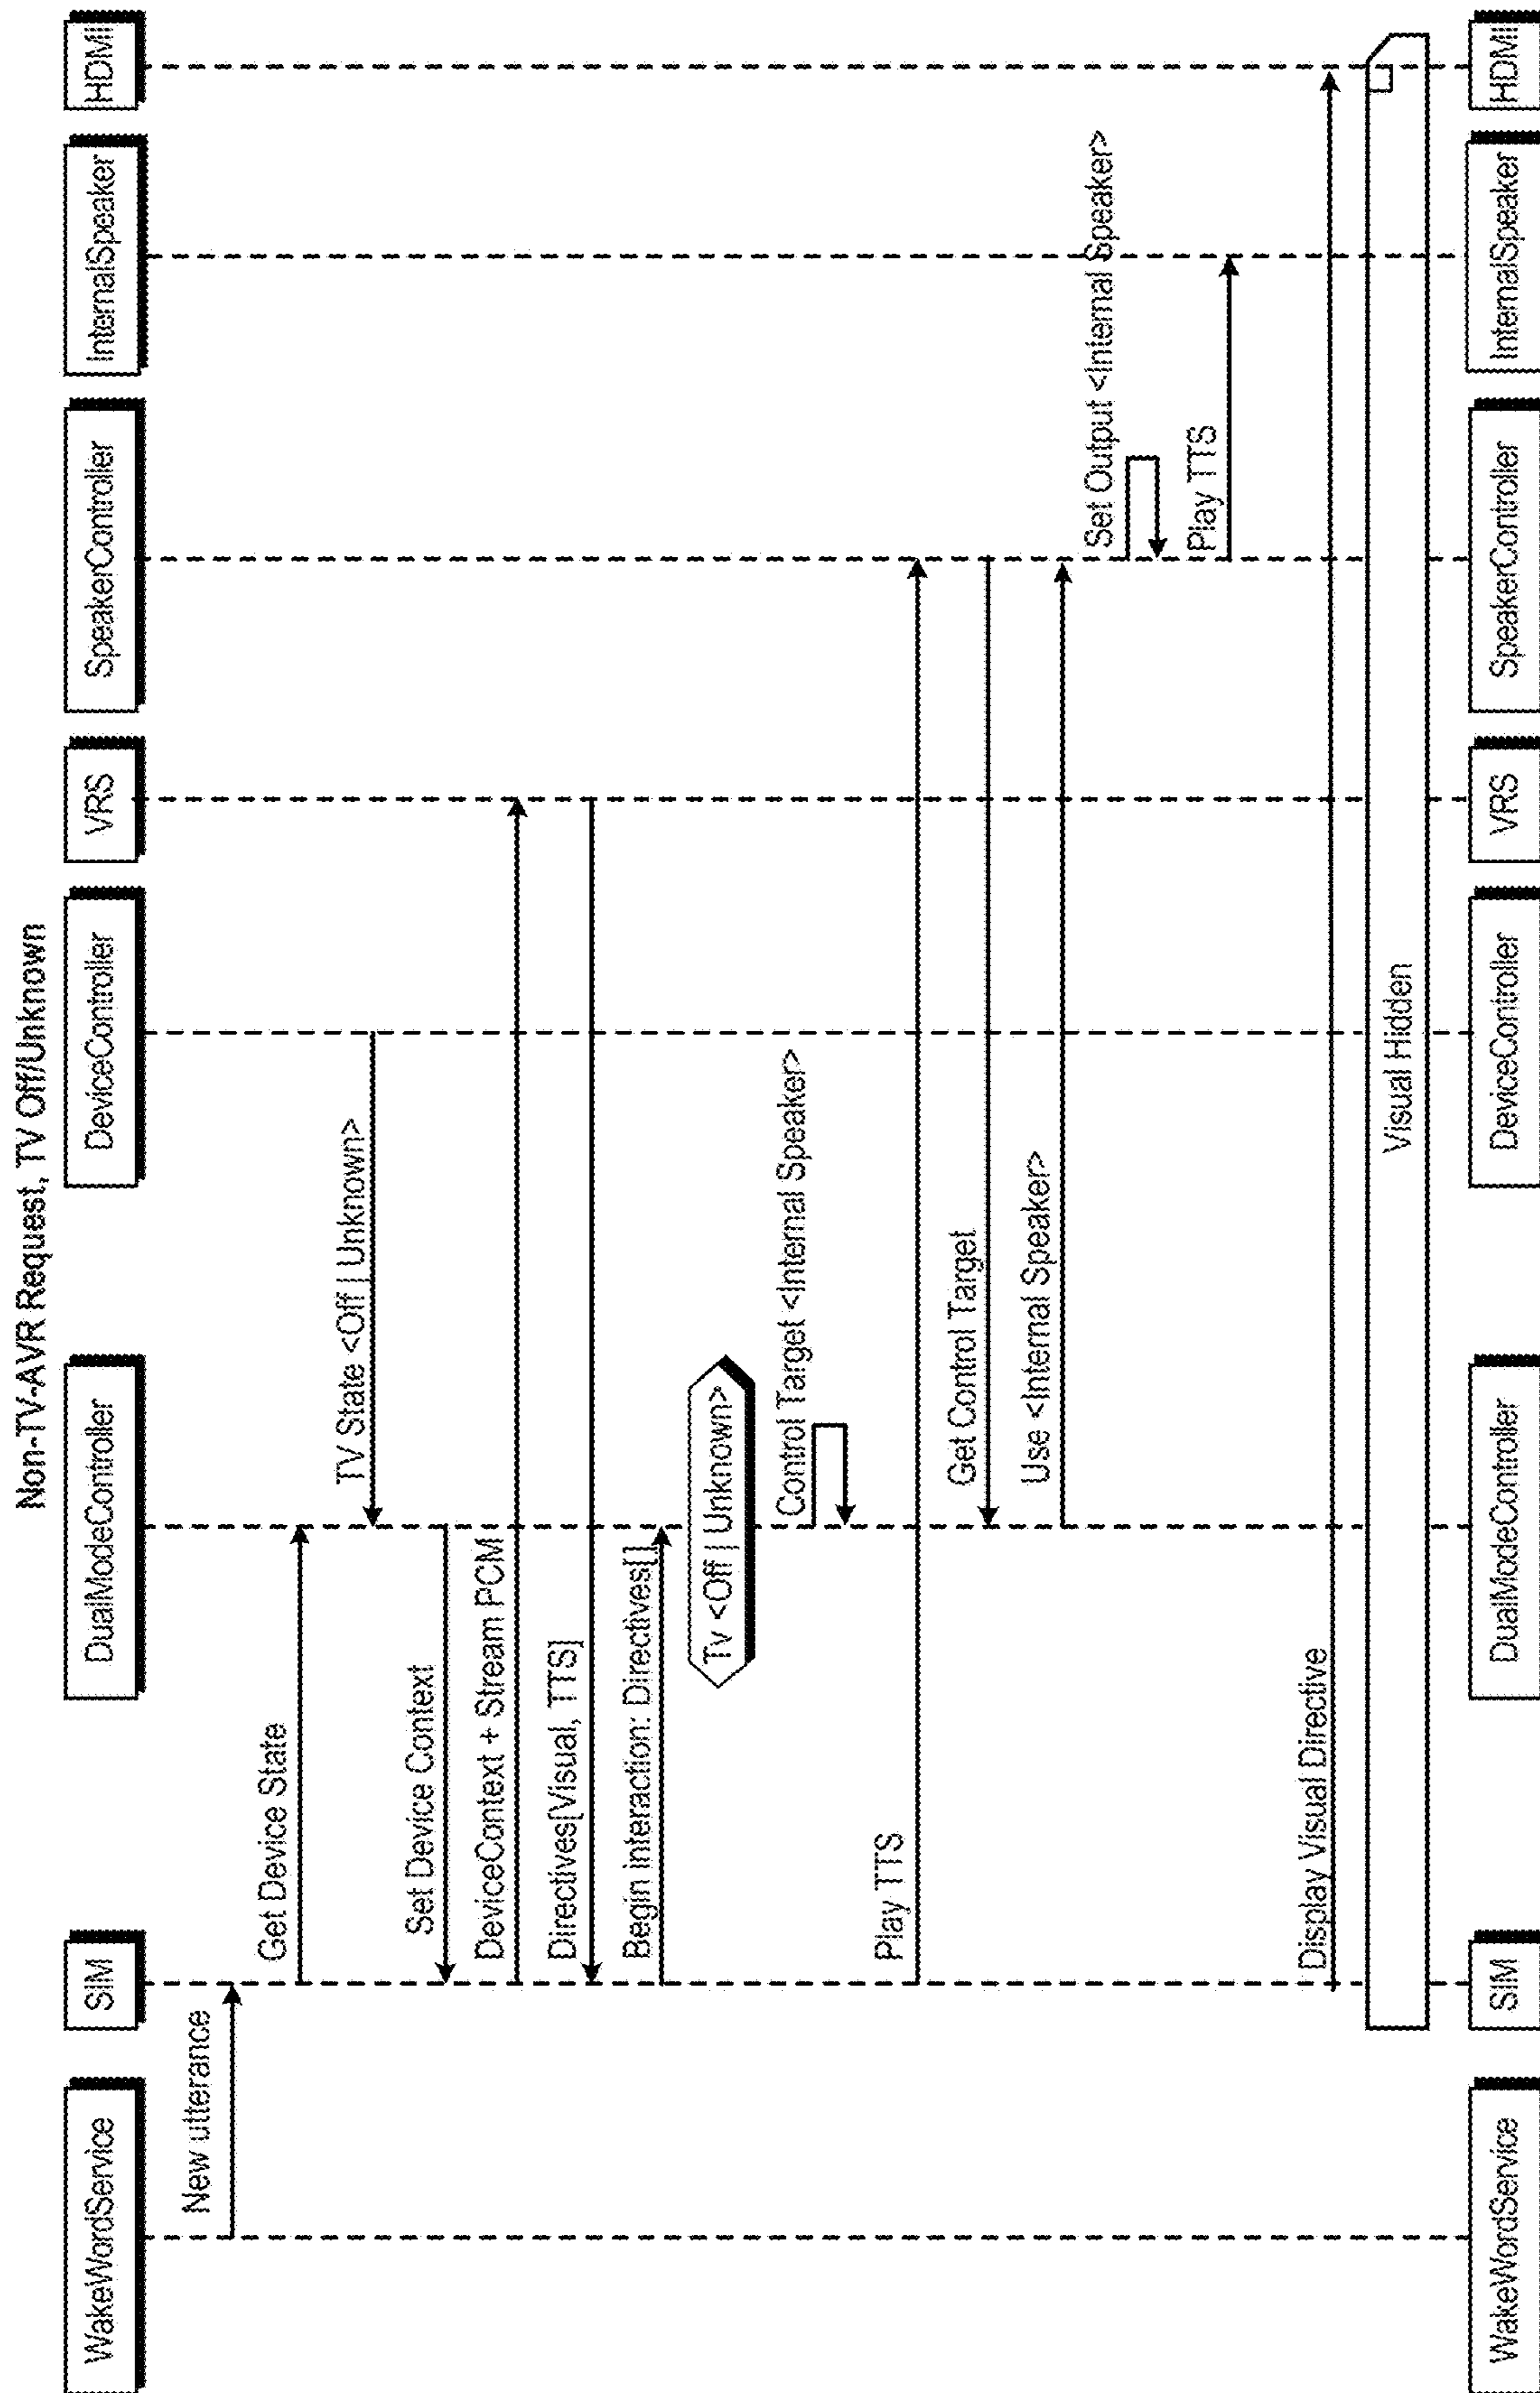 Non-TV-AVR Request, TV Off/Unknown
WakeWordService
SIM
DualModeController
DeviceController
VRS
SpeakerController
InternalSpeaker
HDMI
New utterance
Get Device State
TV State <Off | Unknown>
Set Device Context
DeviceContext + Stream PCM
Directives[Visual, TTS]
Begin interaction: Directives[]
Tv <Off | Unknown>
Control Target <Internal Speaker>
Play TTS
Get Control Target
Use <Internal Speaker>
Set Output <Internal Speaker>
Play TTS
Display Visual Directive
Visual Hidden
WakeWordService
SIM
DualModeController
DeviceController
VRS
SpeakerController
InternalSpeaker
HDMI